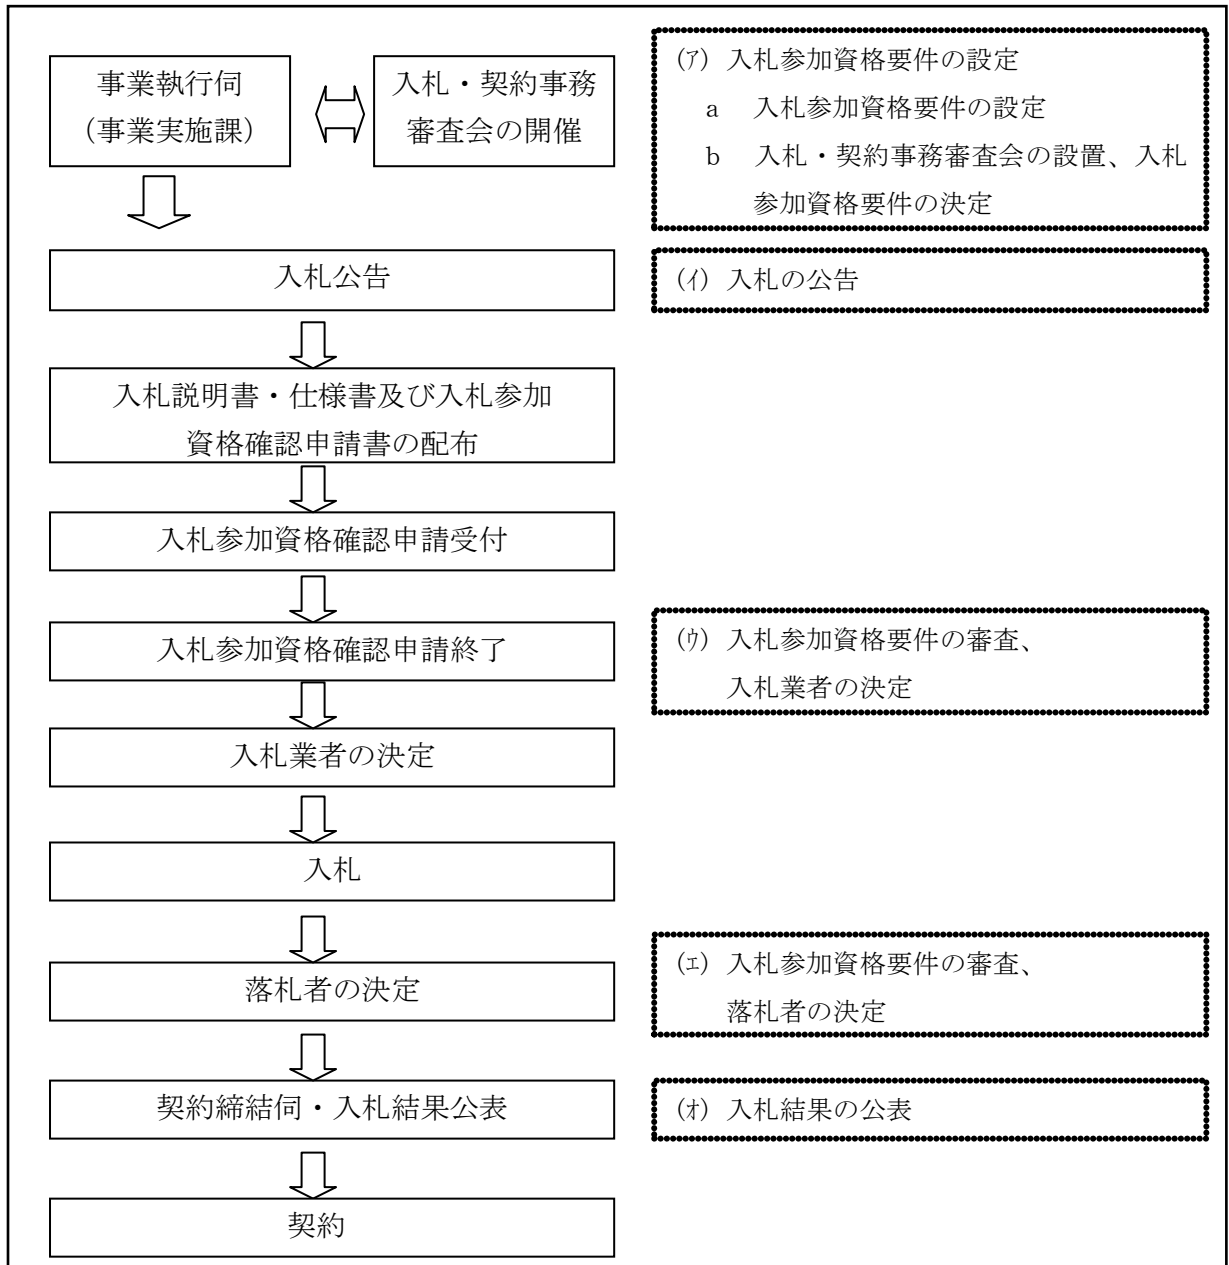 事業執行伺
（事業実施課）
入札・契約事務
審査会の開催
(ｱ) 入札参加資格要件の設定
a 入札参加資格要件の設定
b 入札・契約事務審査会の設置、入札
参加資格要件の決定
入札公告
(ｲ) 入札の公告
入札説明書・仕様書及び入札参加
資格確認申請書の配布
入札参加資格確認申請受付
入札参加資格確認申請終了
(ｳ) 入札参加資格要件の審査、
入札業者の決定
入札業者の決定
入札
落札者の決定
(ｴ) 入札参加資格要件の審査、
落札者の決定
契約締結伺・入札結果公表
(ｵ) 入札結果の公表
契約